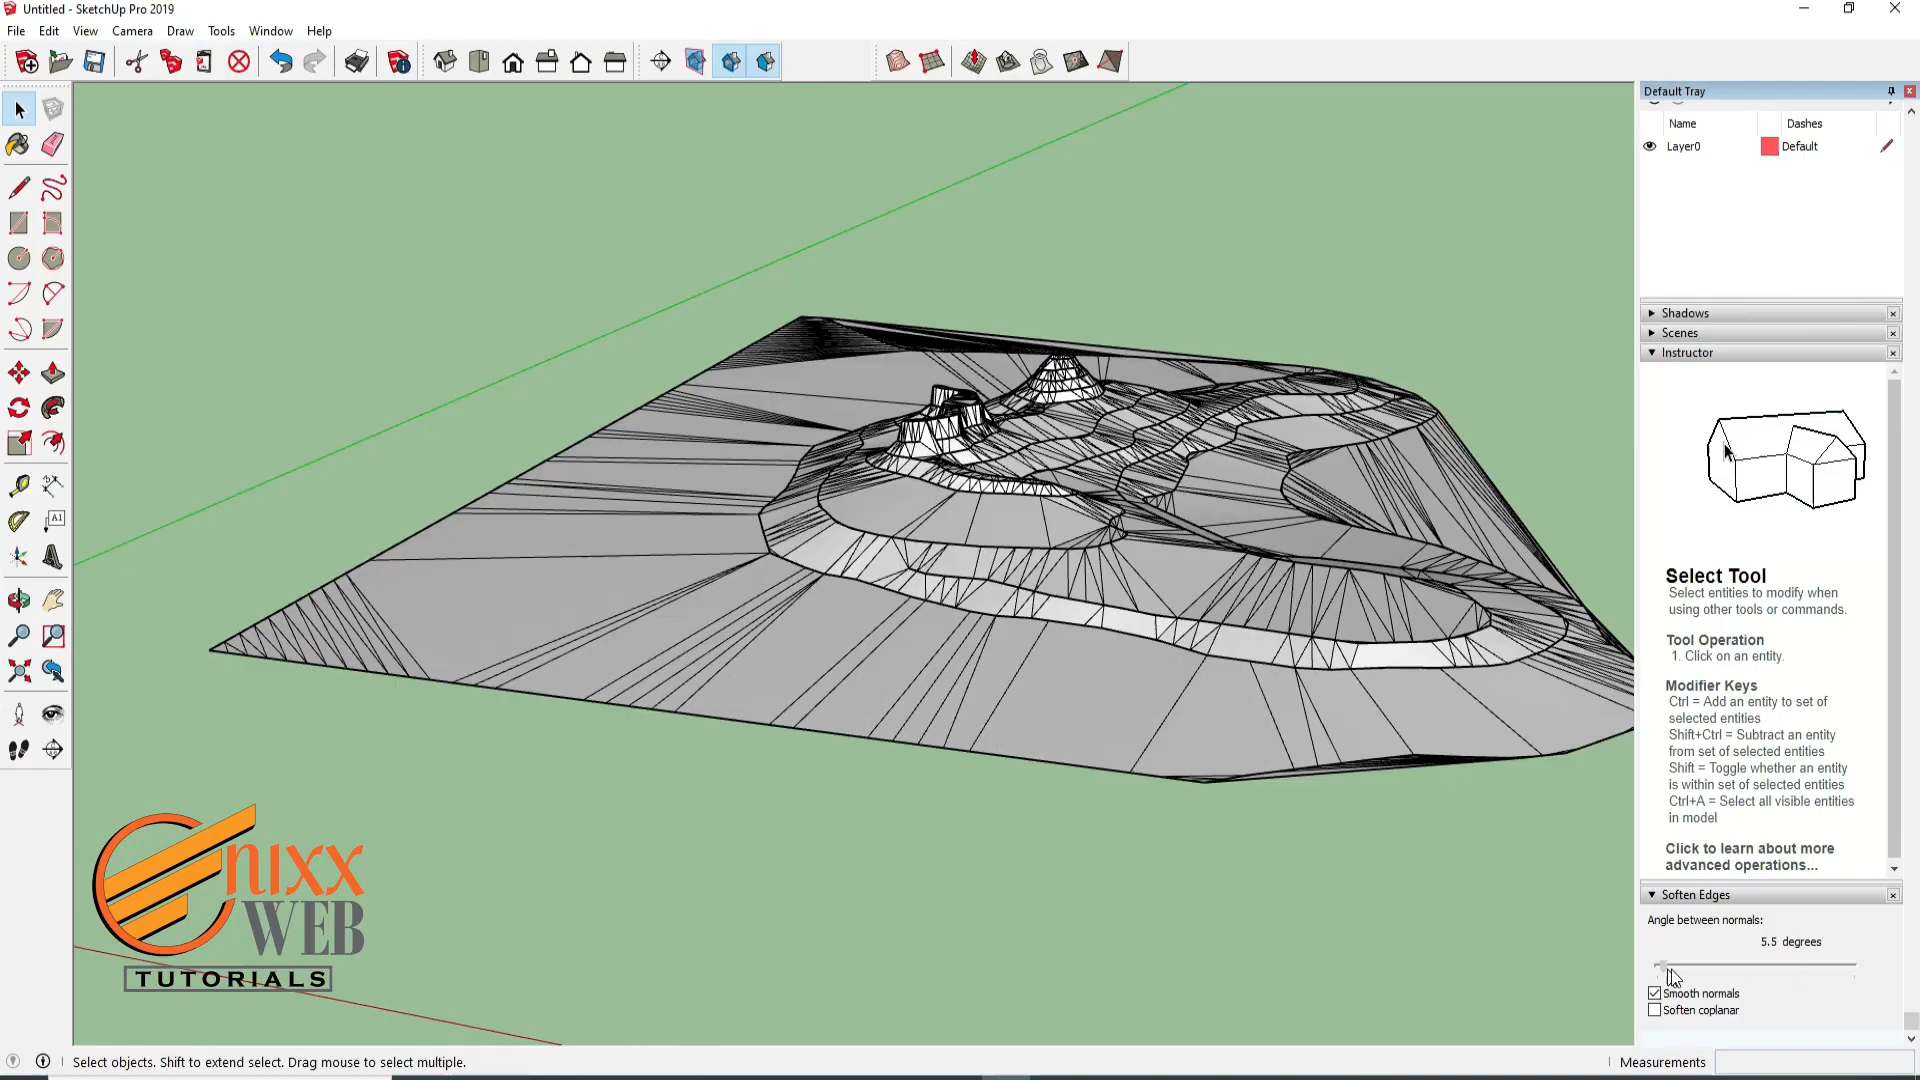 Untitled - SketchUp Pro 2019
File Edit View Camera Draw Tools Window Help
Default Tray
Name Dashes
Layer0 Default
Shadows
Scenes
Instructor
A1
Select Tool
Select entities to modify when
using other tools or commands.
Tool Operation
1. Click on an entity.
Modifier Keys
Ctrl = Add an entity to set of
selected entities
Shift+Ctrl = Subtract an entity
from set of selected entities
Shift = Toggle whether an entity
is within set of selected entities
Ctrl+A = Select all visible entities
in model
Click to learn about more
advanced operations...
Soften Edges
Angle between normals:
5.5 degrees
Smooth normals
Soften coplanar
nixx
WEB
TUTORIALS
Select objects. Shift to extend select. Drag mouse to select multiple.
Measurements